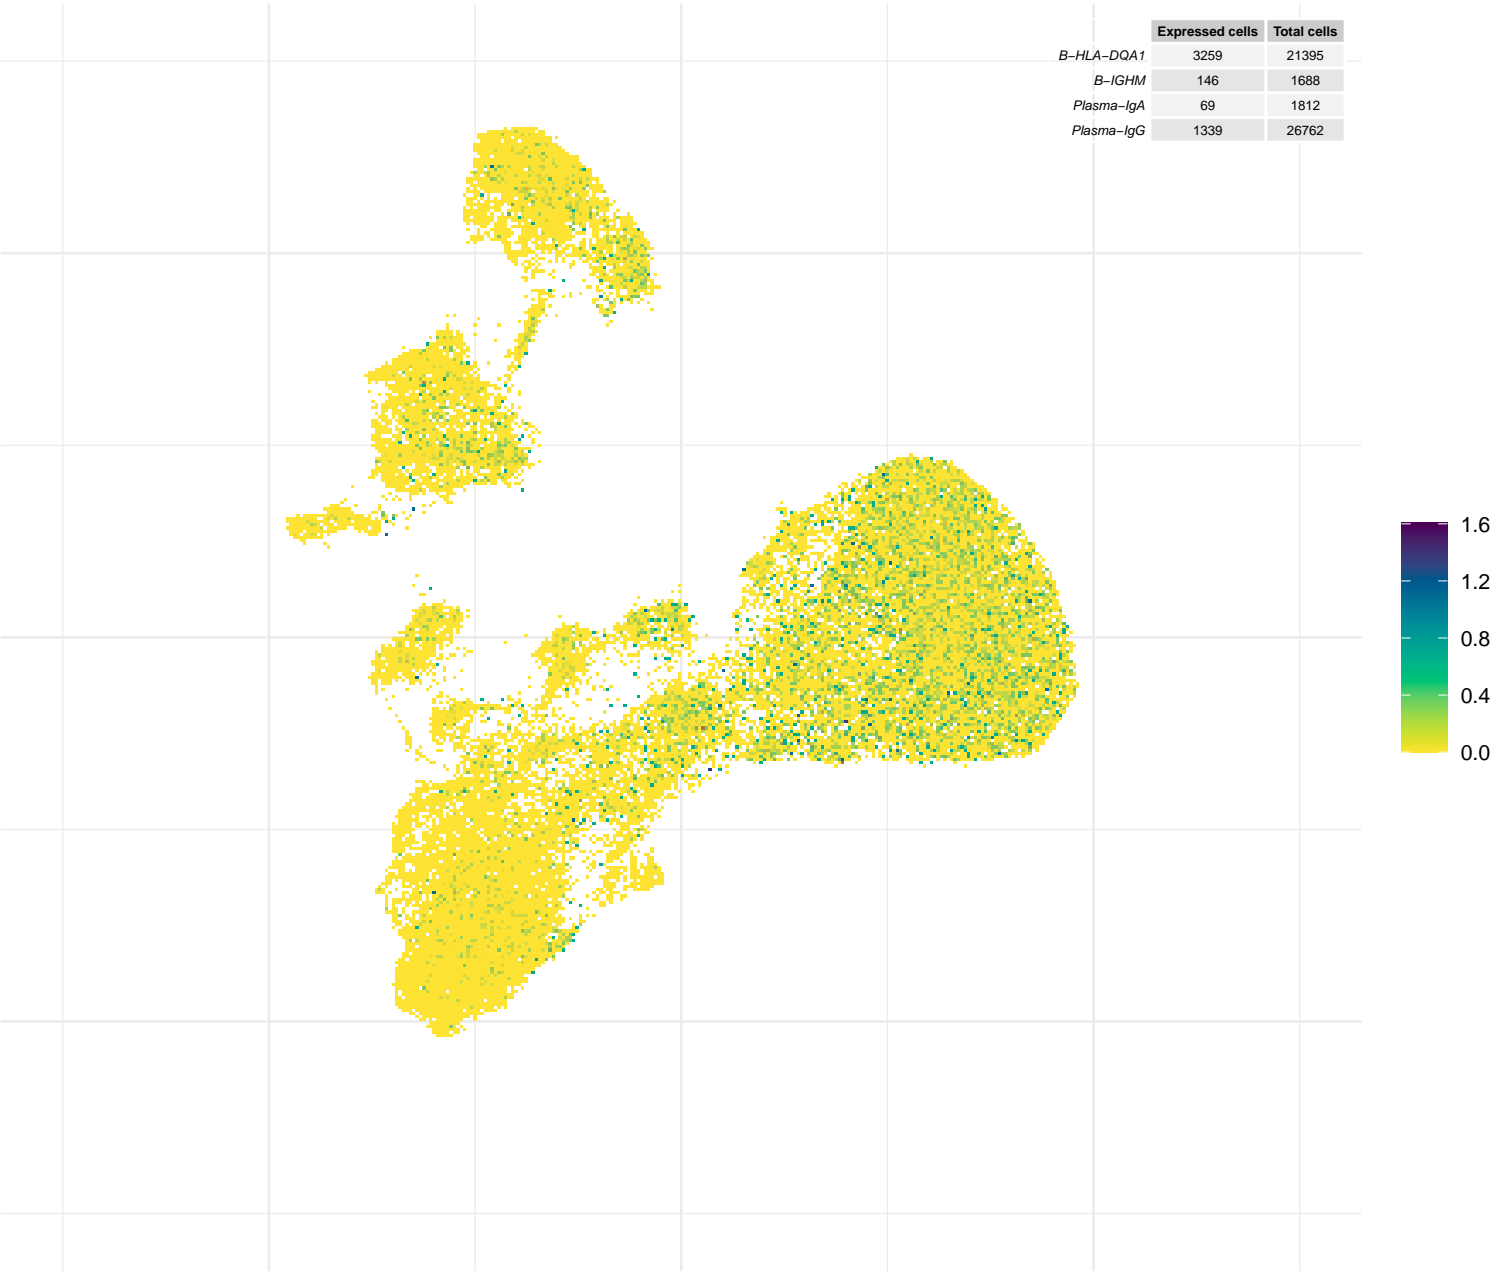 Expressed cells Total cells
B−HLA−DQA1 3259 21395
B−IGHM 146 1688
Plasma−IgA 69 1812
Plasma−IgG 1339 26762
1.6
1.2
0.8
0.4
0.0